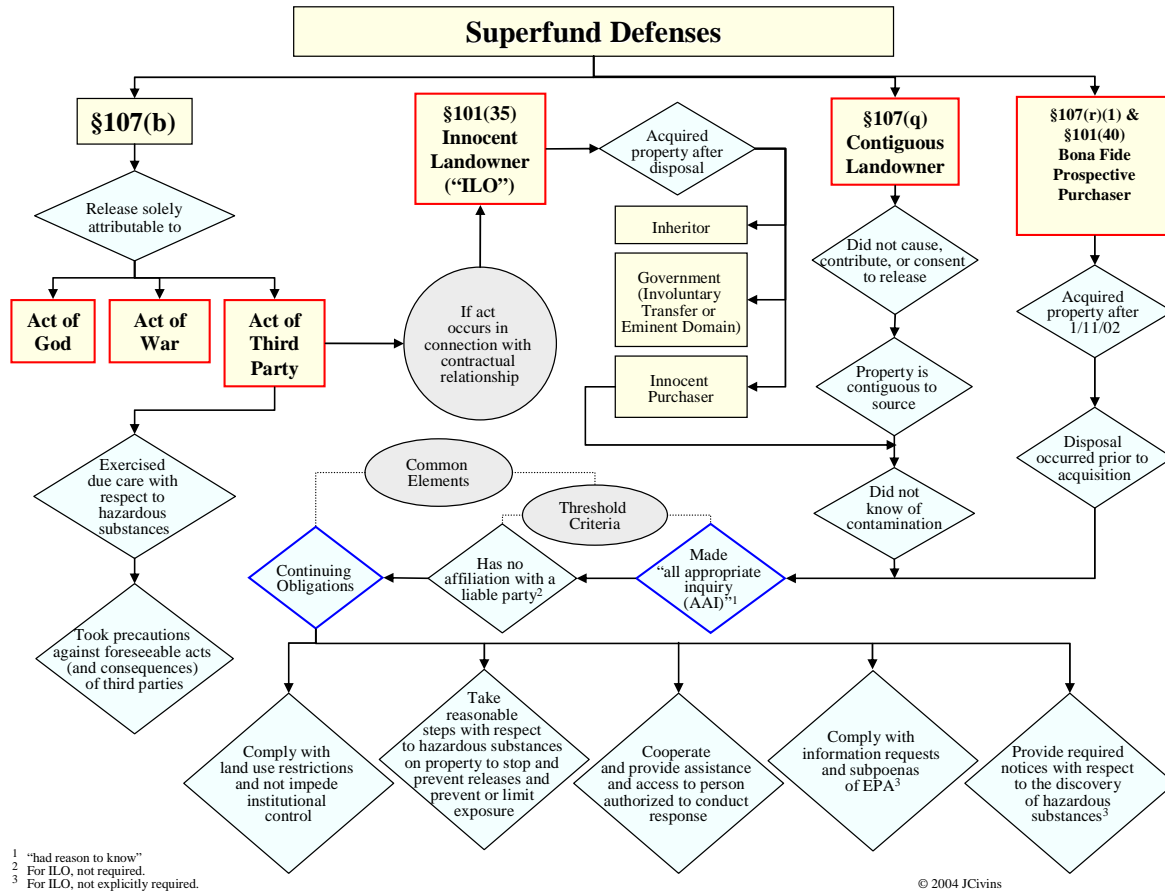 Superfund Defenses
§107(b)
Release solely
attributable to
Act of
God
Act of
War
Act of
Third
Party
Exercised
due care with
respect to
hazardous
substances
Took precautions
against foreseeable acts
(and consequences)
of third parties
If act
occurs in
connection with
contractual
relationship
§101(35)
Innocent
Landowner
(“ILO”)
Acquired
property after
disposal
Inheritor
Government
(Involuntary
Transfer or
Eminent Domain)
Innocent
Purchaser
§107(q)
Contiguous
Landowner
Did not cause,
contribute, or consent
to release
Property is
contiguous to
source
Did not
know of
contamination
§107(r)(1) &
§101(40)
Bona Fide
Prospective
Purchaser
Acquired
property after
1/11/02
Disposal
occurred prior to
acquisition
Common
Elements
Threshold
Criteria
Made
“all appropriate
inquiry
(AAI)”1
Has no
affiliation with a
liable party2
Continuing
Obligations
Comply with
land use restrictions
and not impede
institutional
control
Take
reasonable
steps with respect
to hazardous substances
on property to stop and
prevent releases and
prevent or limit
exposure
Cooperate
and provide assistance
and access to person
authorized to conduct
response
Comply with
information requests
and subpoenas
of EPA3
Provide required
notices with respect
to the discovery
of hazardous
substances3
1 “had reason to know”
2 For ILO, not required.
3 For ILO, not explicitly required.
© 2004 JCivins